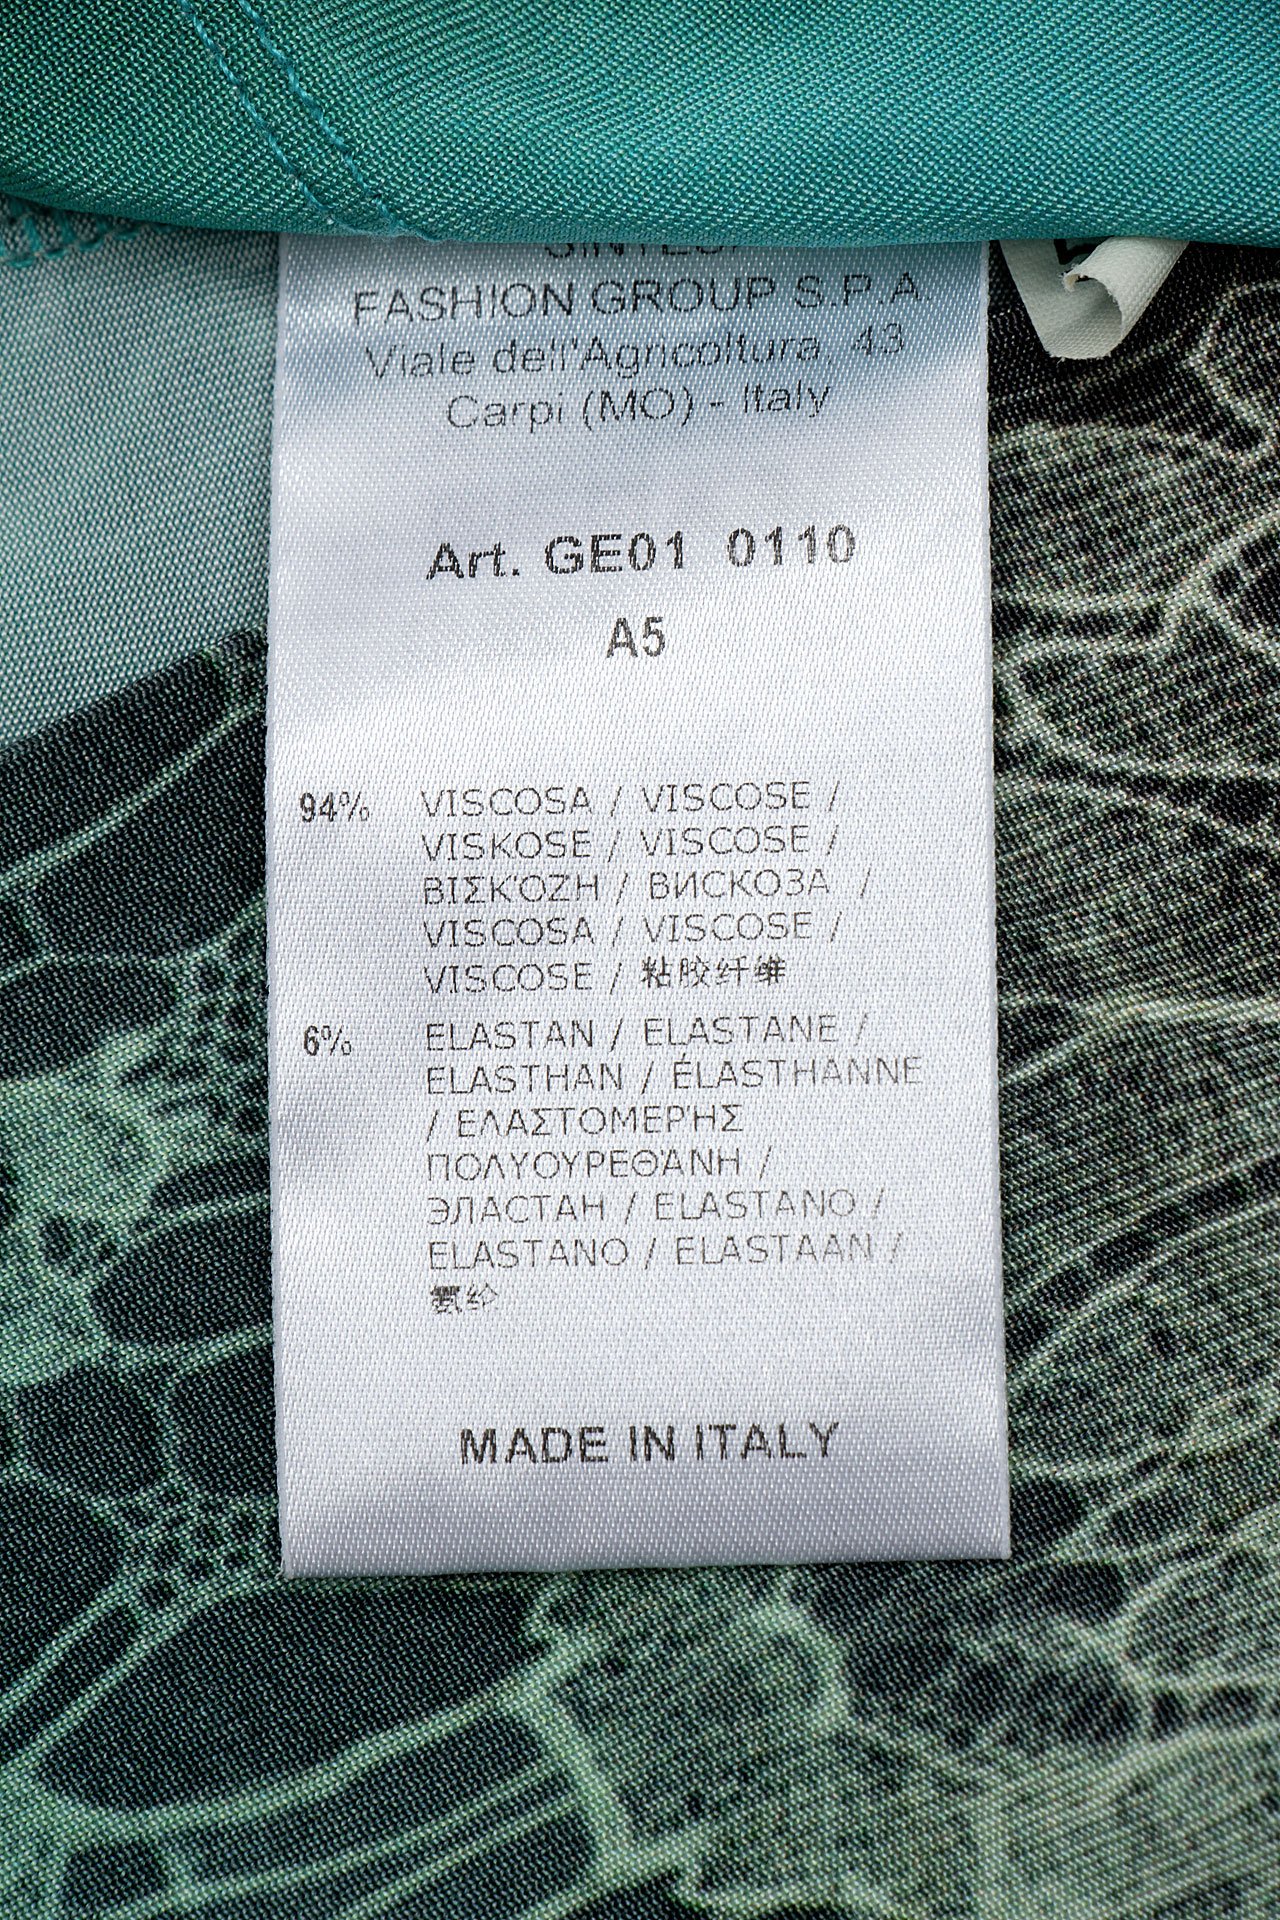 FASHION GROUP S.P.A.
Viale dell'Agricoltura, 43
Carpi (MO) - Italy
Art. GE01 0110
A5
94% VISCOSA / VISCOSE /
VISKOSE / VISCOSE /
ΒΙΣΚΌΖΗ / ВИСКОЗА /
VISCOSA / VISCOSE /
VISCOSE / 粘胶纤维
6% ELASTAN / ELASTANE /
ELASTHAN / ÉLASTHANNE
/ ΕΛΑΣΤΟΜΕΡΉΣ
ΠΟΛΥΟΥΡΕΘΆΝΗ /
ЭЛАСТАН / ELASTANO /
ELASTANO / ELASTAAN /
氨纶
MADE IN ITALY